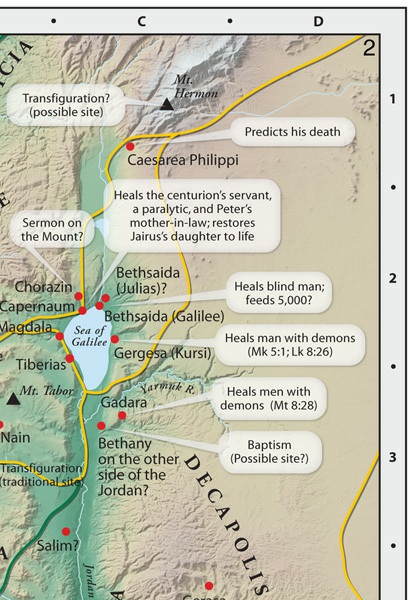 C
D
2
1
2
3
CIA
Mt.
Hermon
Transfiguration?
(possible site)
Predicts his death
Caesarea Philippi
Heals the centurion's servant,
a paralytic, and Peter's
mother-in-law; restores
Jairus's daughter to life
Sermon on
the Mount?
E
Chorazin
Capernaum
Magdala
Bethsaida
(Julias)?
Heals blind man;
feeds 5,000?
Bethsaida (Galilee)
Sea of
Galilee
Heals man with demons
(Mk 5:1; Lk 8:26)
Gergesa (Kursi)
Tiberias
Mt. Tabor
Yarmuk R.
Heals men with
demons (Mt 8:28)
Gadara
Nain
Bethany
on the other
side of the
Jordan?
Baptism
(Possible site?)
Transfiguration
(traditional site)
DECAPOLIS
Salim?
A
Jordan